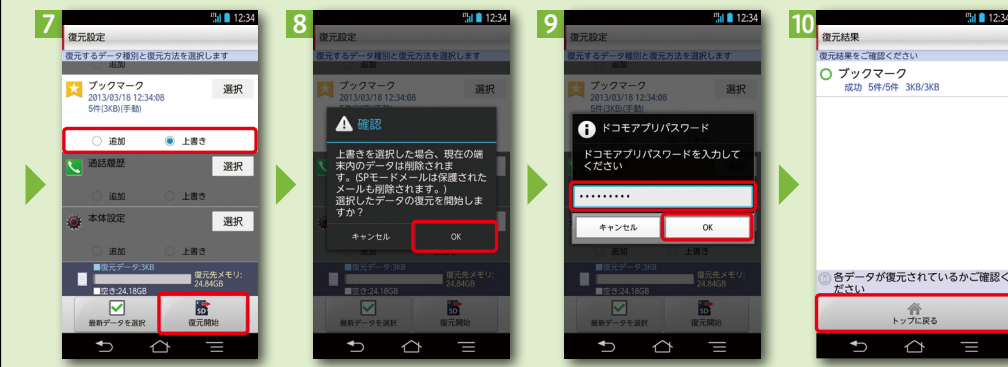 7
12:34
復元設定
復元するデータ種別と復元方法を選択します
追加
ブックマーク
2013/03/18 12:34:08
5件(3KB)(手動)
選択
追加
上書き
通話履歴
選択
追加
上書き
本体設定
選択
追加
上書き
■復元データ:3KB
復元先メモリ:
24.84GB
■空き:24.18GB
最新データを選択
SD
復元開始
8
12:34
復元設定
復元するデータ種別と復元方法を選択します
追加
ブックマーク
2013/03/18 12:34:08
選択
確認
上書きを選択した場合、現在の端
末内のデータは削除されま
す。(SPモードメールは保護された
メールも削除されます。)
選択したデータの復元を開始しま
すか?
キャンセル
OK
■復元データ:3KB
復元先メモリ:
24.84GB
■空き:24.18GB
最新データを選択
SD
復元開始
9
12:34
復元設定
復元するデータ種別と復元方法を選択します
追加
ブックマーク
2013/03/18 12:34:08
5件(3KB)(手動)
選択
ドコモアプリパスワード
ドコモアプリパスワードを入力して
ください
•••••••••
キャンセル
OK
追加
上書き
■復元データ:3KB
復元先メモリ:
24.84GB
■空き:24.18GB
最新データを選択
SD
復元開始
10
12:34
復元結果
復元結果をご確認ください
ブックマーク
成功 5件/5件 3KB/3KB
各データが復元されているかご確認く
ださい
トップに戻る